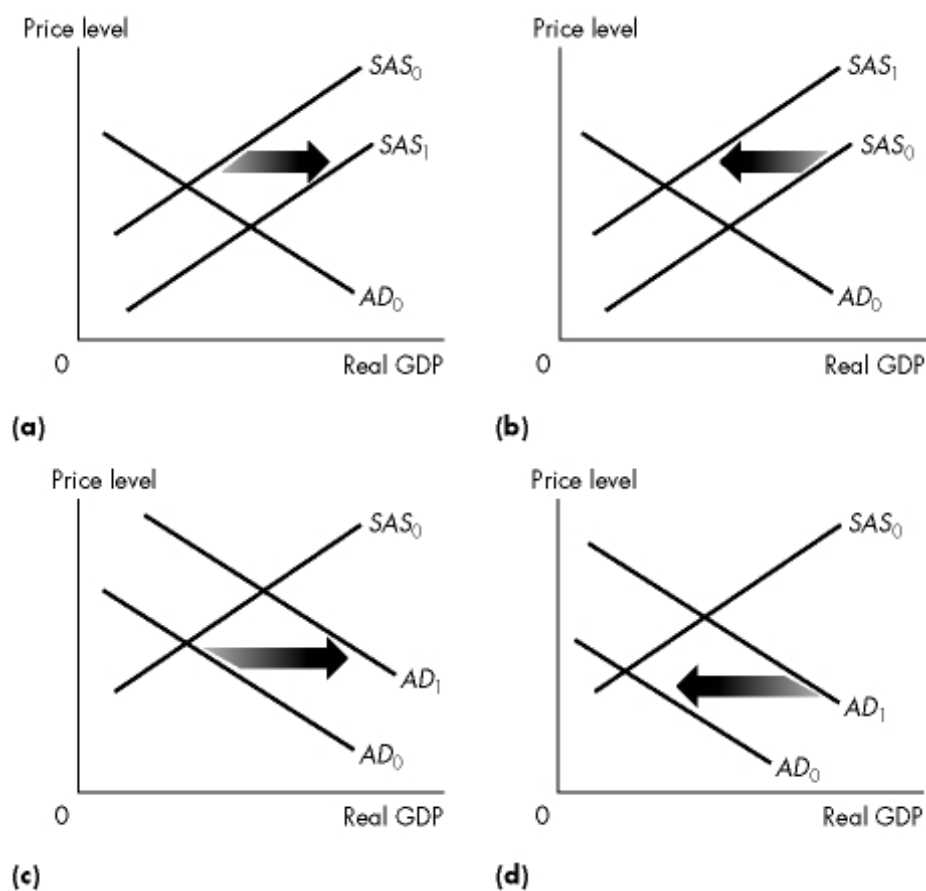 Price level
SAS₀
SAS₁
AD₀
0
Real GDP
(a)
Price level
SAS₁
SAS₀
AD₀
0
Real GDP
(b)
Price level
SAS₀
AD₁
AD₀
0
Real GDP
(c)
Price level
SAS₀
AD₁
AD₀
0
Real GDP
(d)